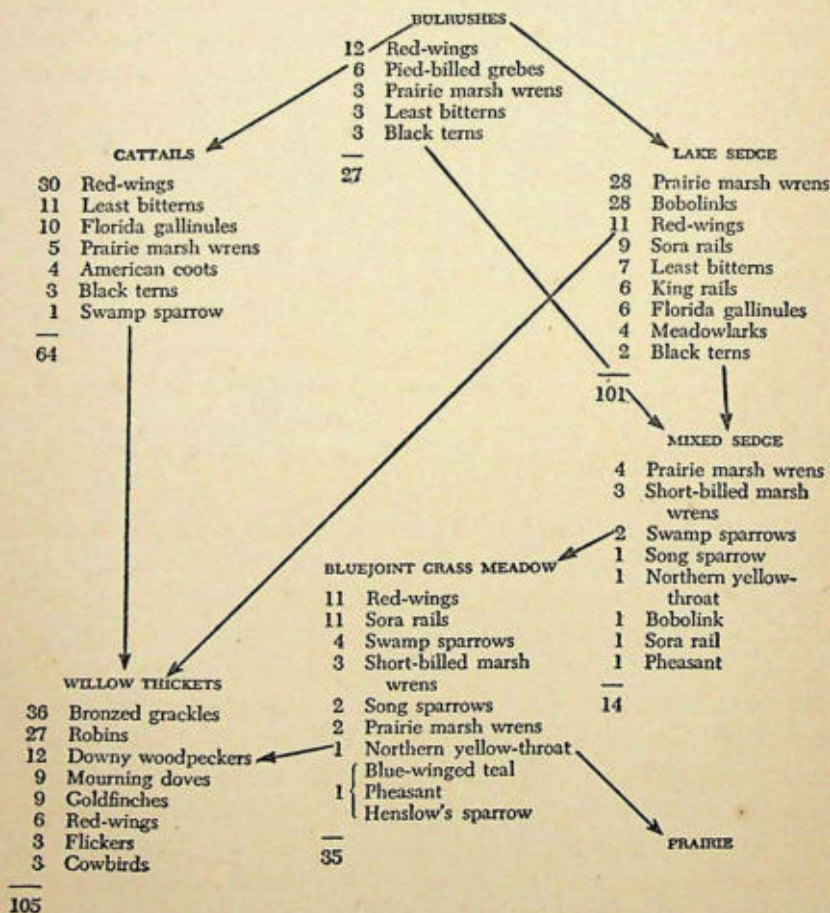 BULRUSHES
12 Red-wings
6 Pied-billed grebes
3 Prairie marsh wrens
3 Least bitterns
3 Black terns
27
CATTAILS
30 Red-wings
11 Least bitterns
10 Florida gallinules
5 Prairie marsh wrens
4 American coots
3 Black terns
1 Swamp sparrow
64
LAKE SEDGE
28 Prairie marsh wrens
28 Bobolinks
11 Red-wings
9 Sora rails
7 Least bitterns
6 King rails
6 Florida gallinules
4 Meadowlarks
2 Black terns
101
MIXED SEDGE
4 Prairie marsh wrens
3 Short-billed marsh
wrens
2 Swamp sparrows
1 Song sparrow
1 Northern yellow-
throat
1 Bobolink
1 Sora rail
1 Pheasant
14
BLUEJOINT GRASS MEADOW
11 Red-wings
11 Sora rails
4 Swamp sparrows
3 Short-billed marsh
wrens
2 Song sparrows
2 Prairie marsh wrens
1 Northern yellow-throat
Blue-winged teal
1 { Pheasant
Henslow's sparrow
35
WILLOW THICKETS
36 Bronzed grackles
27 Robins
12 Downy woodpeckers
9 Mourning doves
9 Goldfinches
6 Red-wings
3 Flickers
3 Cowbirds
105
PRAIRIE